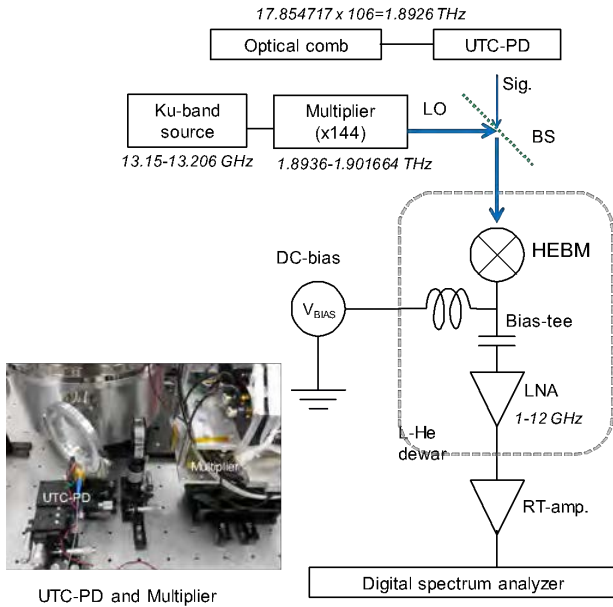 17.854717 x 106=1.8926 THz
Optical comb
UTC-PD
Sig.
Ku-band
source
Multiplier
(x144)
LO
BS
13.15-13.206 GHz
1.8936-1.901664 THz
HEBM
DC-bias
VBIAS
Bias-tee
LNA
1-12 GHz
L-He
dewar
RT-amp.
Digital spectrum analyzer
Multiplier
UTC-PD
UTC-PD and Multiplier